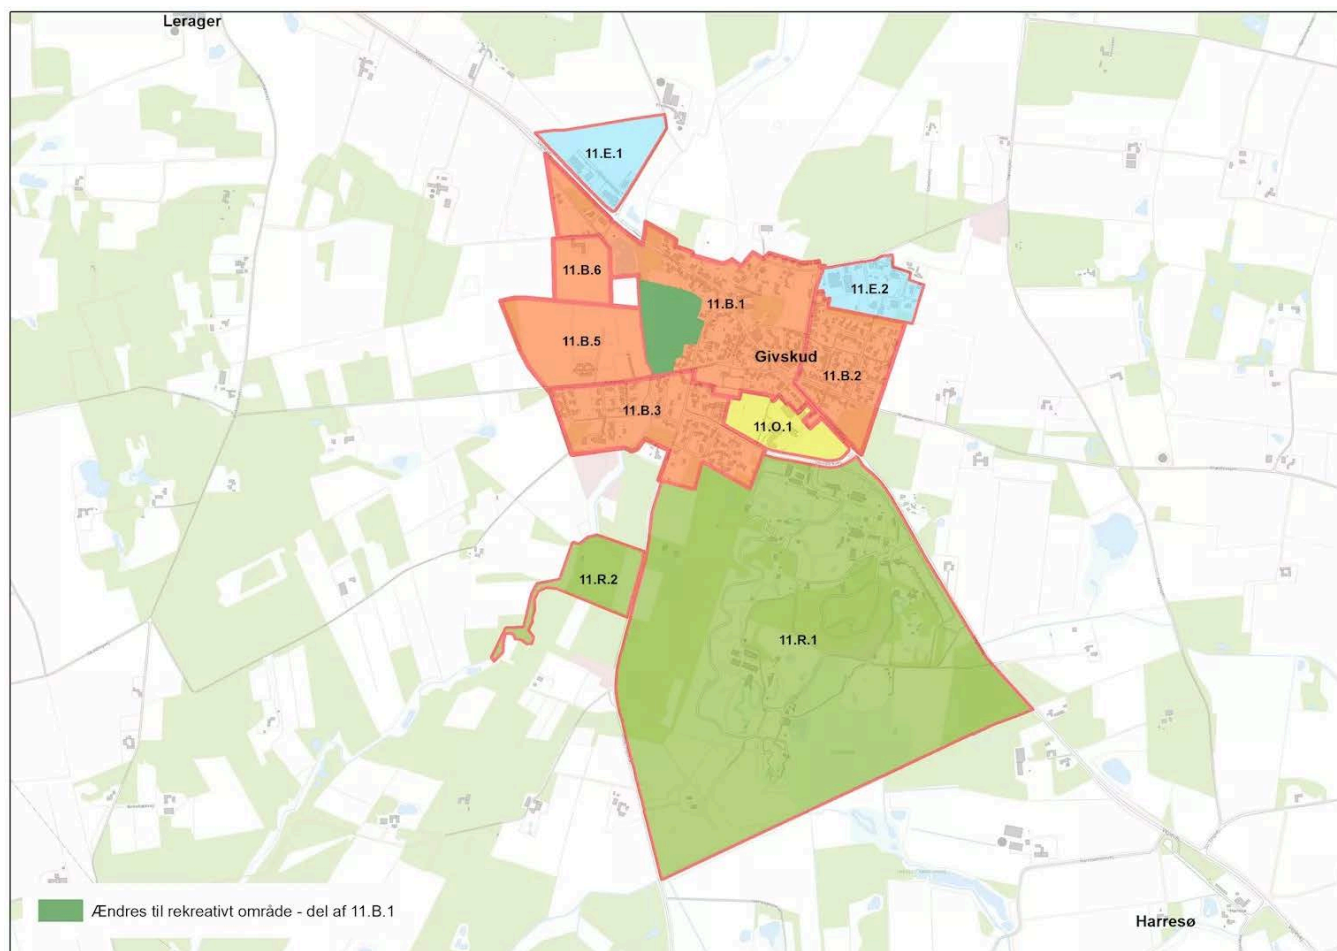 Lerager
11.E.1
11.B.6
11.B.1
11.E.2
11.B.5
Givskud
11.B.2
11.B.3
11.O.1
11.R.2
11.R.1
Ændres til rekreativt område - del af 11.B.1
Harresø